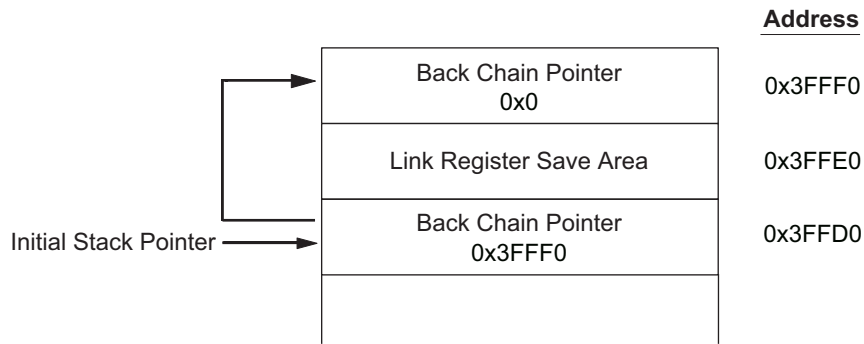 Address
Back Chain Pointer
0x0
0x3FFF0
Link Register Save Area
0x3FFE0
Back Chain Pointer
0x3FFF0
0x3FFD0
Initial Stack Pointer